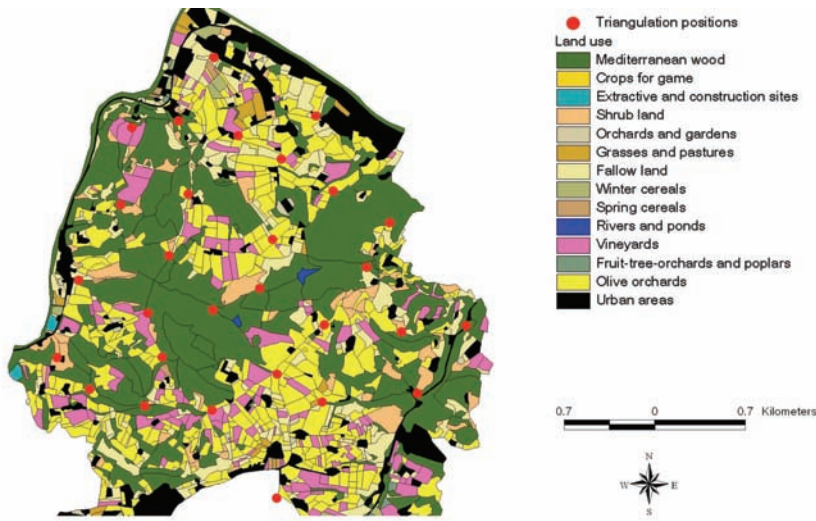 Triangulation positions
Land use
Mediterranean wood
Crops for game
Extractive and construction sites
Shrub land
Orchards and gardens
Grasses and pastures
Fallow land
Winter cereals
Spring cereals
Rivers and ponds
Vineyards
Fruit-tree-orchards and poplars
Olive orchards
Urban areas
0.7 0 0.7 Kilometers
N
W E
S